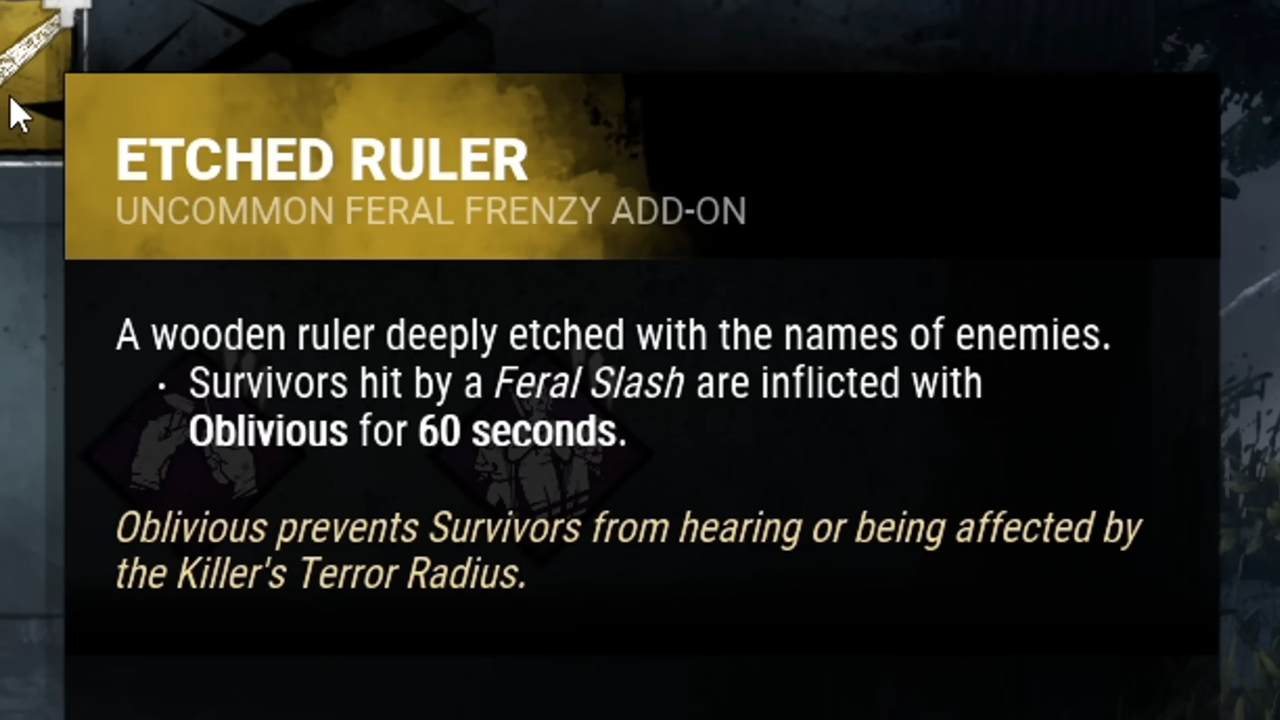 ETCHED RULER
UNCOMMON FERAL FRENZY ADD-ON
A wooden ruler deeply etched with the names of enemies.
· Survivors hit by a Feral Slash are inflicted with
Oblivious for 60 seconds.
Oblivious prevents Survivors from hearing or being affected by
the Killer's Terror Radius.